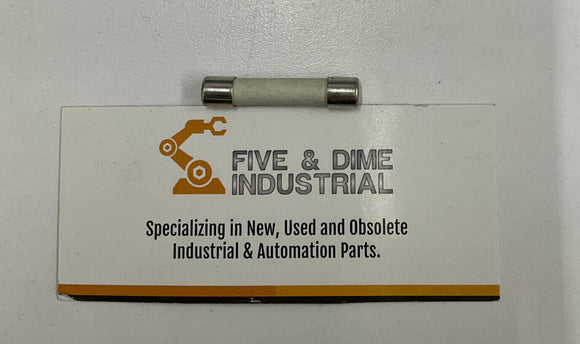 FIVE & DIME
INDUSTRIAL
Specializing in New, Used and Obsolete
Industrial & Automation Parts.